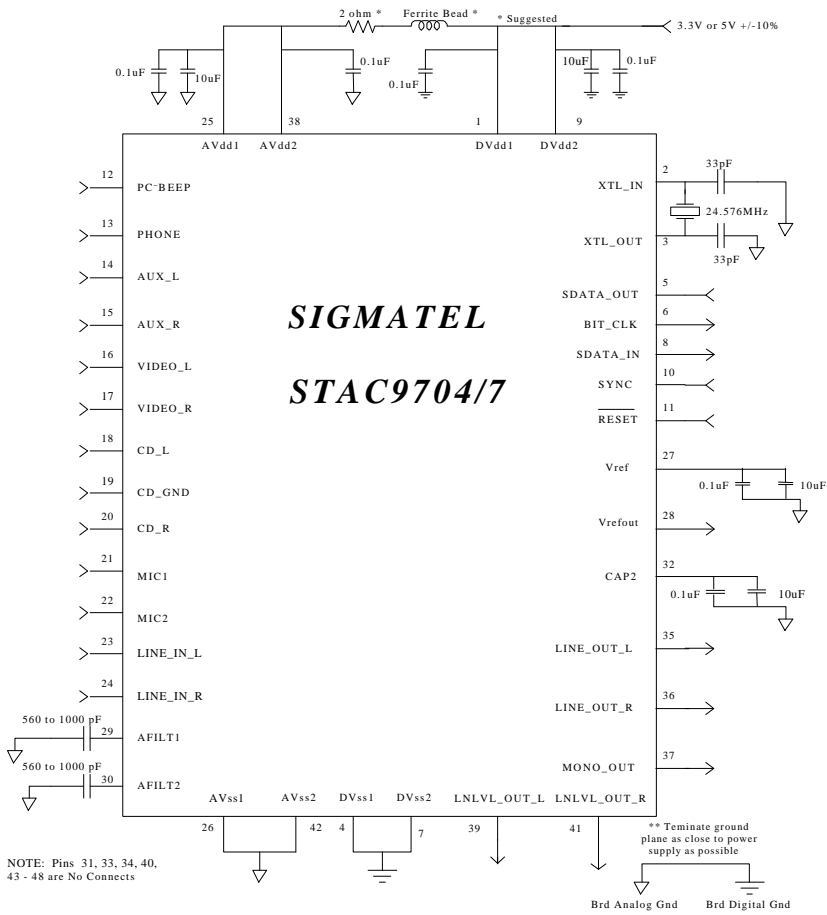 2 ohm *
Ferrite Bead *
* Suggested
3.3V or 5V +/-10%
0.1uF
10uF
0.1uF
0.1uF
10uF
0.1uF
25
38
1
9
AVdd1
AVdd2
DVdd1
DVdd2
12
PC-BEEP
13
PHONE
14
AUX_L
15
AUX_R
16
VIDEO_L
17
VIDEO_R
18
CD_L
19
CD_GND
20
CD_R
21
MIC1
22
MIC2
23
LINE_IN_L
24
LINE_IN_R
560 to 1000 pF
29
AFILT1
560 to 1000 pF
30
AFILT2
SIGMATEL
STAC9704/7
2
XTL_IN
33pF
24.576MHz
XTL_OUT
3
33pF
5
SDATA_OUT
6
BIT_CLK
8
SDATA_IN
10
SYNC
11
RESET
27
Vref
0.1uF
10uF
28
Vrefout
32
CAP2
0.1uF
10uF
35
LINE_OUT_L
36
LINE_OUT_R
37
MONO_OUT
AVss1
AVss2
DVss1
DVss2
LNLVL_OUT_L
LNLVL_OUT_R
26
42
4
7
39
41
** Teminate ground
plane as close to power
supply as possible
Brd Analog Gnd
Brd Digital Gnd
NOTE: Pins 31, 33, 34, 40,
43 - 48 are No Connects